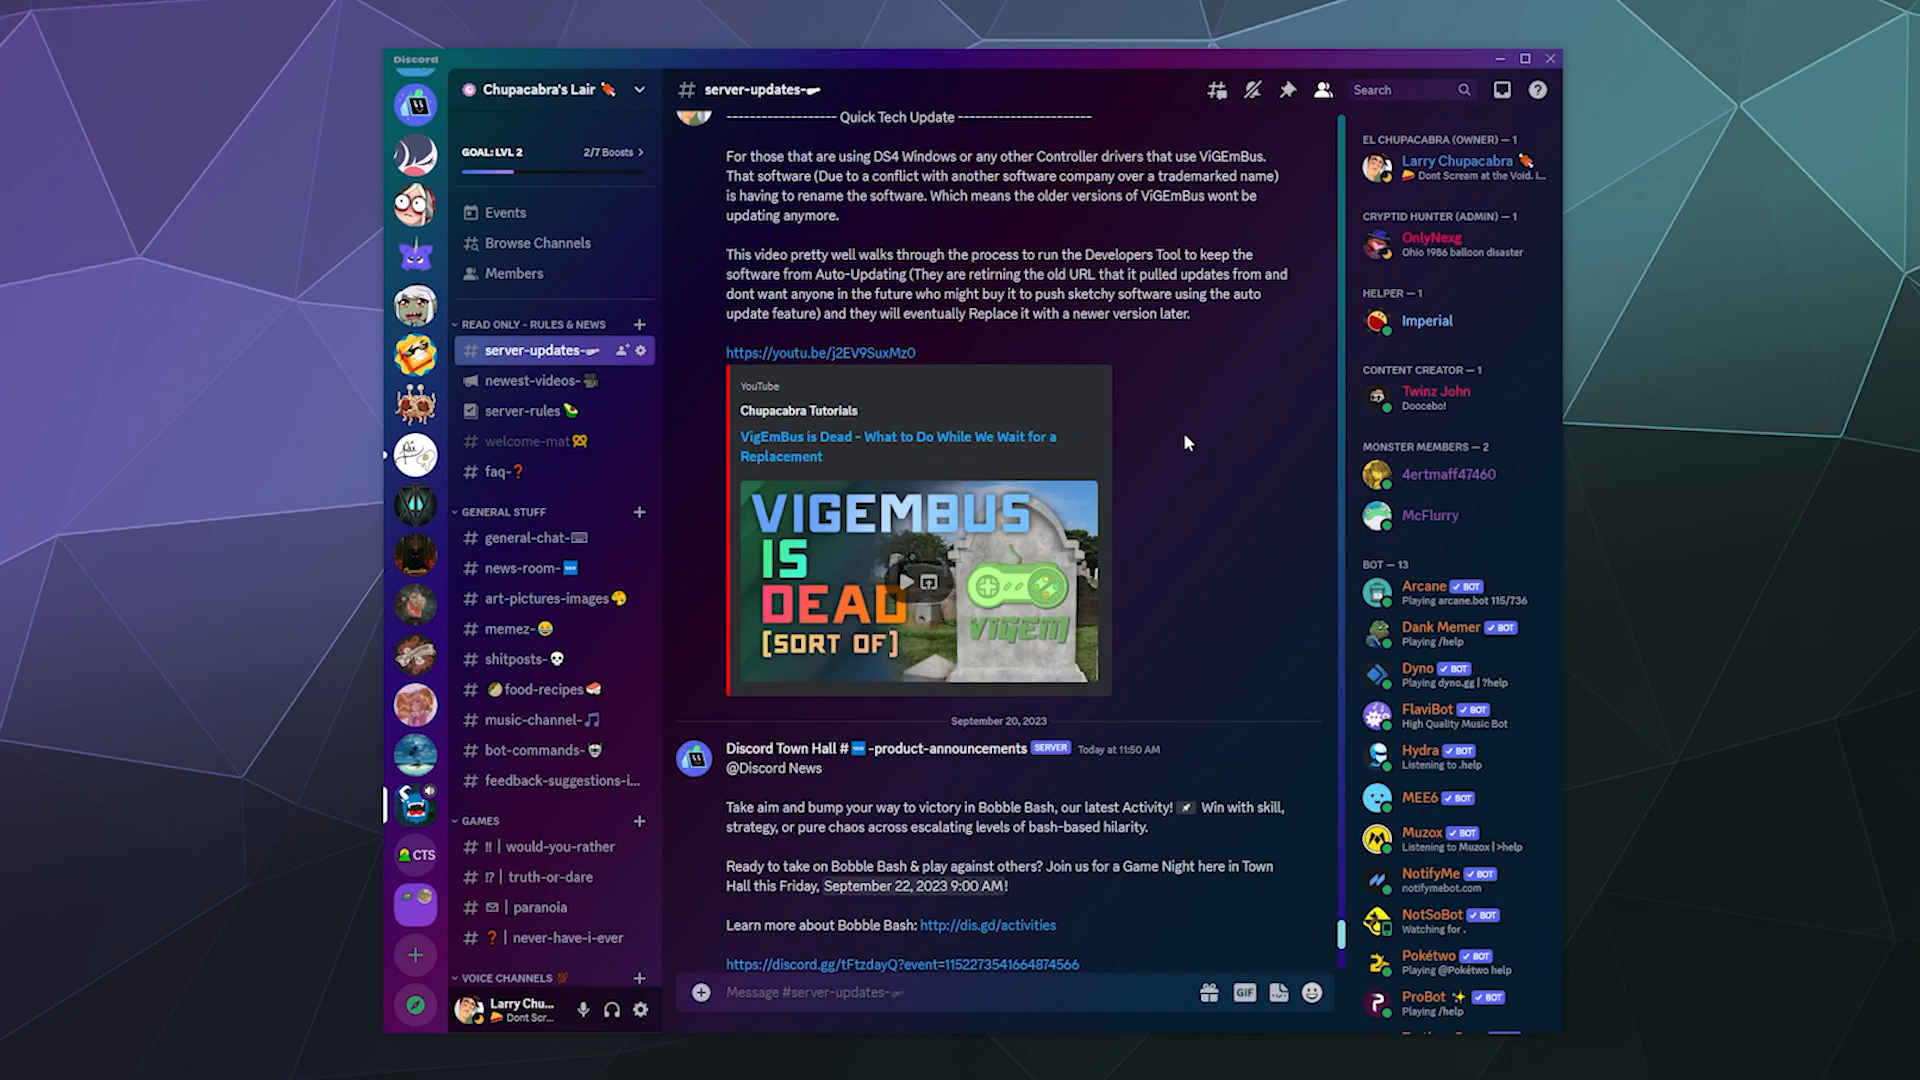 Discord
Chupacabra's Lair
GOAL: LVL 2
2/7 Boosts
Events
Browse Channels
Members
READ ONLY - RULES & NEWS
server-updates-
newest-videos-
server-rules
welcome-mat
faq-❓
GENERAL STUFF
general-chat-
news-room-
art-pictures-images
memez-
shitposts-
food-recipes
music-channel-
bot-commands-
feedback-suggestions-i...
GAMES
‼ | would-you-rather
⁉ | truth-or-dare
| paranoia
❓ | never-have-i-ever
VOICE CHANNELS
CTS
Larry Chu...
Dont Scr...
server-updates-
Search
------------------- Quick Tech Update -----------------------
For those that are using DS4 Windows or any other Controller drivers that use ViGEmBus.
That software (Due to a conflict with another software company over a trademarked name)
is having to rename the software. Which means the older versions of ViGEmBus wont be
updating anymore.
This video pretty well walks through the process to run the Developers Tool to keep the
software from Auto-Updating (They are retirning the old URL that it pulled updates from and
dont want anyone in the future who might buy it to push sketchy software using the auto
update feature) and they will eventually Replace it with a newer version later.
https://youtu.be/j2EV9SuxMz0
YouTube
Chupacabra Tutorials
VigEmBus is Dead - What to Do While We Wait for a
Replacement
VIGEMBUS
IS
DEAD
[SORT OF]
ViGEM
September 20, 2023
Discord Town Hall # NEW -product-announcements SERVER Today at 11:50 AM
@Discord News
Take aim and bump your way to victory in Bobble Bash, our latest Activity! Win with skill,
strategy, or pure chaos across escalating levels of bash-based hilarity.
Ready to take on Bobble Bash & play against others? Join us for a Game Night here in Town
Hall this Friday, September 22, 2023 9:00 AM!
Learn more about Bobble Bash: http://dis.gd/activities
https://discord.gg/tFtzdayQ?event=1152273541664874566
Message #server-updates-
GIF
EL CHUPACABRA (OWNER) — 1
Larry Chupacabra
Dont Scream at the Void. I...
CRYPTID HUNTER (ADMIN) — 1
OnlyNexg
Ohio 1986 balloon disaster
HELPER — 1
Imperial
CONTENT CREATOR — 1
Twinz John
Doocebo!
MONSTER MEMBERS — 2
4ertmaff47460
McFlurry
BOT — 13
Arcane ✓ BOT
Playing arcane.bot 115/736
Dank Memer ✓ BOT
Playing /help
Dyno ✓ BOT
Playing dyno.gg | ?help
FlaviBot ✓ BOT
High Quality Music Bot
Hydra ✓ BOT
Listening to .help
MEE6 ✓ BOT
Muzox ✓ BOT
Listening to Muzox | >help
NotifyMe ✓ BOT
notifymebot.com
NotSoBot ✓ BOT
Watching for .
Pokétwo ✓ BOT
Playing @Pokétwo help
ProBot ✨ ✓ BOT
Playing /help